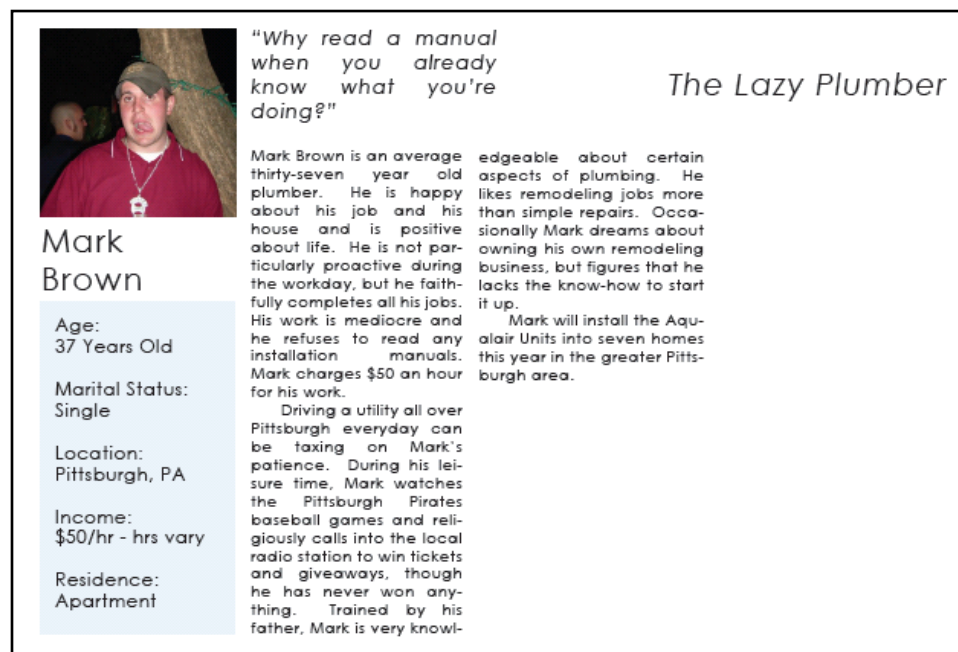 "Why read a manual
when you already
know what you're
doing?"
The Lazy Plumber
Mark
Brown
Age:
37 Years Old
Marital Status:
Single
Location:
Pittsburgh, PA
Income:
$50/hr - hrs vary
Residence:
Apartment
Mark Brown is an average
thirty-seven year old
plumber. He is happy
about his job and his
house and is positive
about life. He is not par-
ticularly proactive during
the workday, but he faith-
fully completes all his jobs.
His work is mediocre and
he refuses to read any
installation manuals.
Mark charges $50 an hour
for his work.
Driving a utility all over
Pittsburgh everyday can
be taxing on Mark's
patience. During his lei-
sure time, Mark watches
the Pittsburgh Pirates
baseball games and reli-
giously calls into the local
radio station to win tickets
and giveaways, though
he has never won any-
thing. Trained by his
father, Mark is very knowl-
edgeable about certain
aspects of plumbing. He
likes remodeling jobs more
than simple repairs. Occa-
sionally Mark dreams about
owning his own remodeling
business, but figures that he
lacks the know-how to start
it up.
Mark will install the Aqu-
alair Units into seven homes
this year in the greater Pitts-
burgh area.